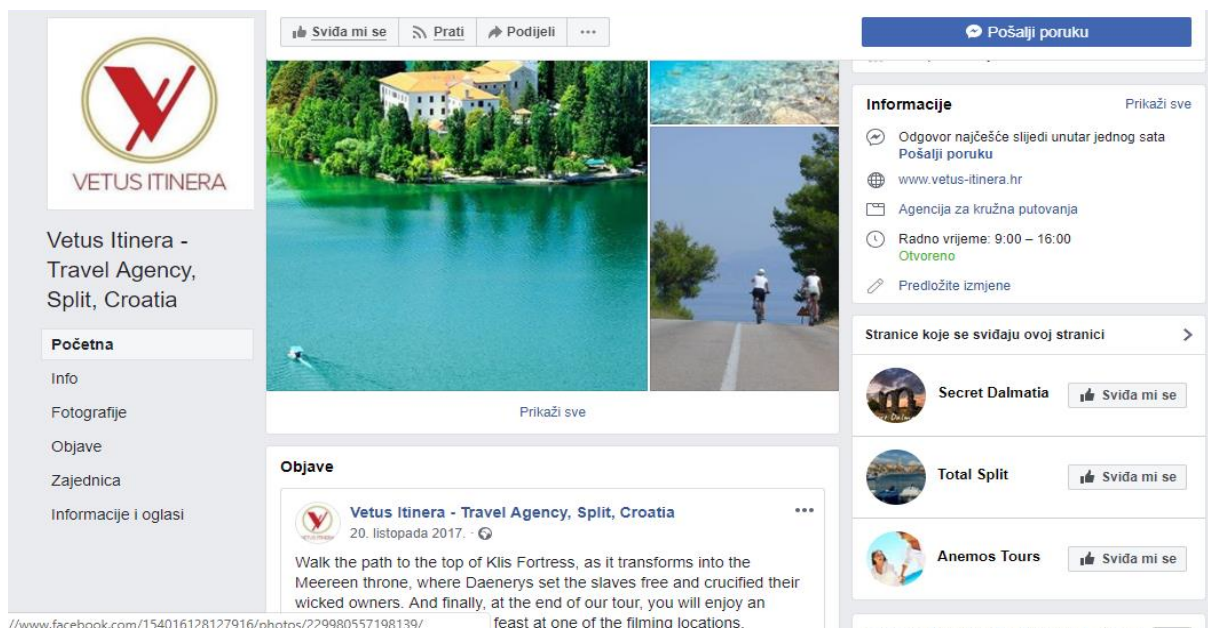 VETUS ITINERA
Vetus Itinera -
Travel Agency,
Split, Croatia
Početna
Info
Fotografije
Objave
Zajednica
Informacije i oglasi
Sviđa mi se
Prati
Podijeli
Prikaži sve
Objave
Vetus Itinera - Travel Agency, Split, Croatia
20. listopada 2017. ·
Walk the path to the top of Klis Fortress, as it transforms into the
Meereen throne, where Daenerys set the slaves free and crucified their
wicked owners. And finally, at the end of our tour, you will enjoy an
feast at one of the filming locations.
//www.facebook.com/154016128127916/photos/229980557198139/
Pošalji poruku
Informacije Prikaži sve
Odgovor najčešće slijedi unutar jednog sata
Pošalji poruku
www.vetus-itinera.hr
Agencija za kružna putovanja
Radno vrijeme: 9:00 – 16:00
Otvoreno
Predložite izmjene
Stranice koje se sviđaju ovoj stranici
Secret Dalmatia Sviđa mi se
Total Split Sviđa mi se
Anemos Tours Sviđa mi se